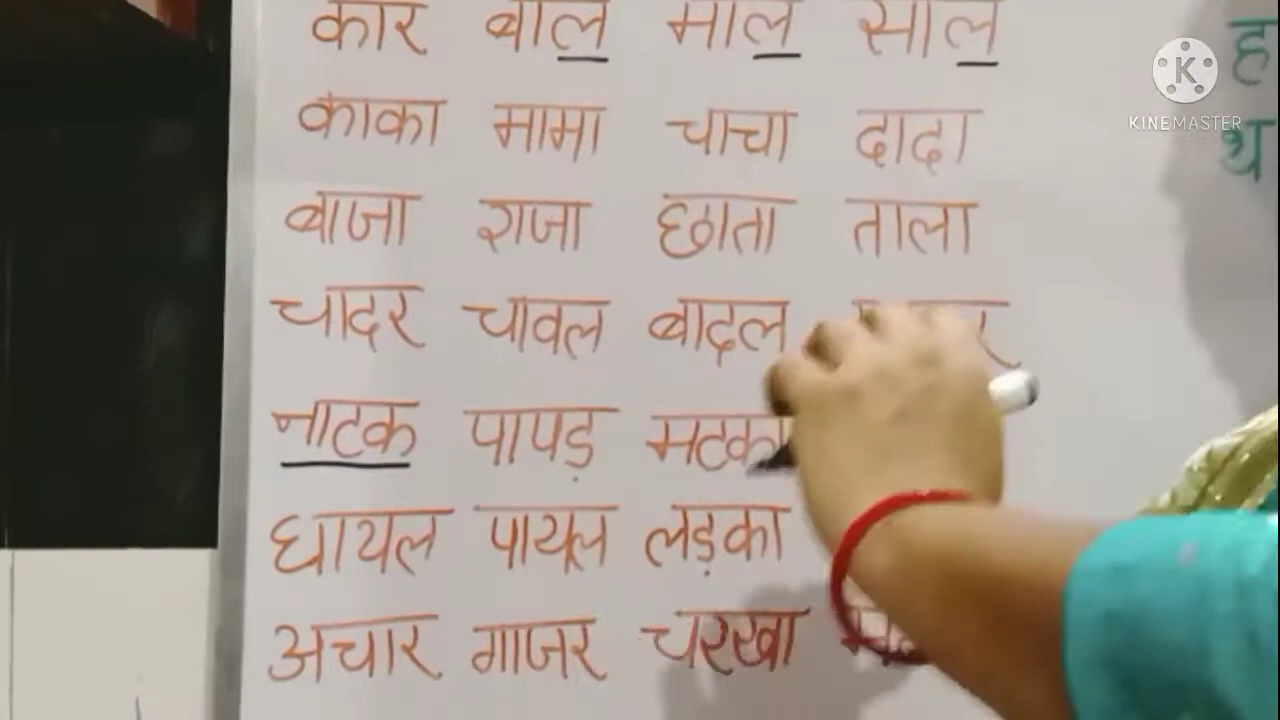 कार बाल माल साल
काका मामा चाचा दादा
बाजा राजा छाता ताला
चादर चावल बादल
नाटक पापड़ मटका
घायल पायल लड़का
अचार गाजर चरखा
ह
थ
K
KINEMASTER